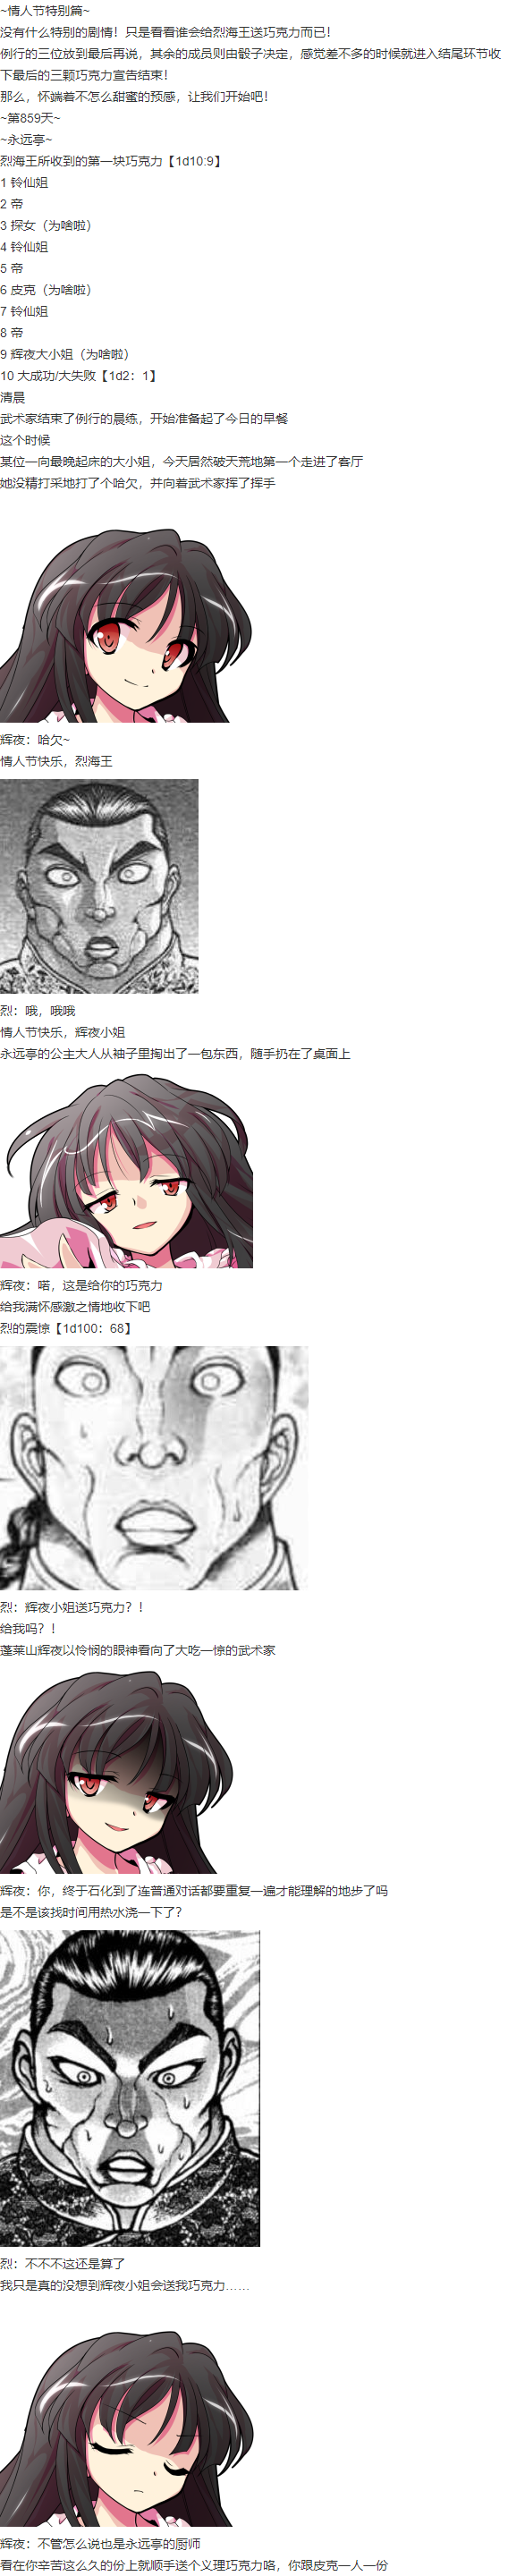 ~情人节特别篇~
没有什么特别的剧情！只是看看谁会给烈海王送巧克力而已！
例行的三位放到最后再说，其余的成员则由骰子决定，感觉差不多的时候就进入结尾环节收
下最后的三颗巧克力宣告结束！
那么，怀端着不怎么甜蜜的预感，让我们开始吧！
~第859天~
~永远亭~
烈海王所收到的第一块巧克力【1d10:9】
1 铃仙姐
2 帝
3 探女（为啥啦）
4 铃仙姐
5 帝
6 皮克（为啥啦）
7 铃仙姐
8 帝
9 辉夜大小姐（为啥啦）
10 大成功/大失败【1d2：1】
清晨
武术家结束了例行的晨练，开始准备起了今日的早餐
这个时候
某位一向最晚起床的大小姐，今天居然破天荒地第一个走进了客厅
她没精打采地打了个哈欠，并向着武术家挥了挥手
辉夜：哈欠~
情人节快乐，烈海王
烈：哦，哦哦
情人节快乐，辉夜小姐
永远亭的公主大人从袖子里掏出了一包东西，随手扔在了桌面上
辉夜：喏，这是给你的巧克力
给我满怀感激之情地收下吧
烈的震惊【1d100：68】
烈：辉夜小姐送巧克力？！
给我吗？！
蓬莱山辉夜以怜悯的眼神看向了大吃一惊的武术家
辉夜：你，终于石化到了连普通对话都要重复一遍才能理解的地步了吗
是不是该找时间用热水浇一下了？
烈：不不不这还是算了
我只是真的没想到辉夜小姐会送我巧克力……
辉夜：不管怎么说也是永远亭的厨师
看在你辛苦这么久的份上就顺手送个义理巧克力咯，你跟皮克一人一份